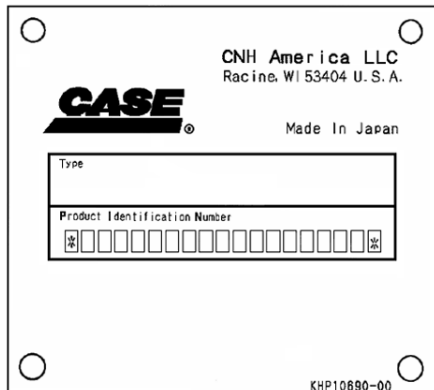 CNH America LLC
Racine, WI 53404 U.S.A.
CASE ®
Made In Japan
Type
Product Identification Number
* *
KHP10690-00